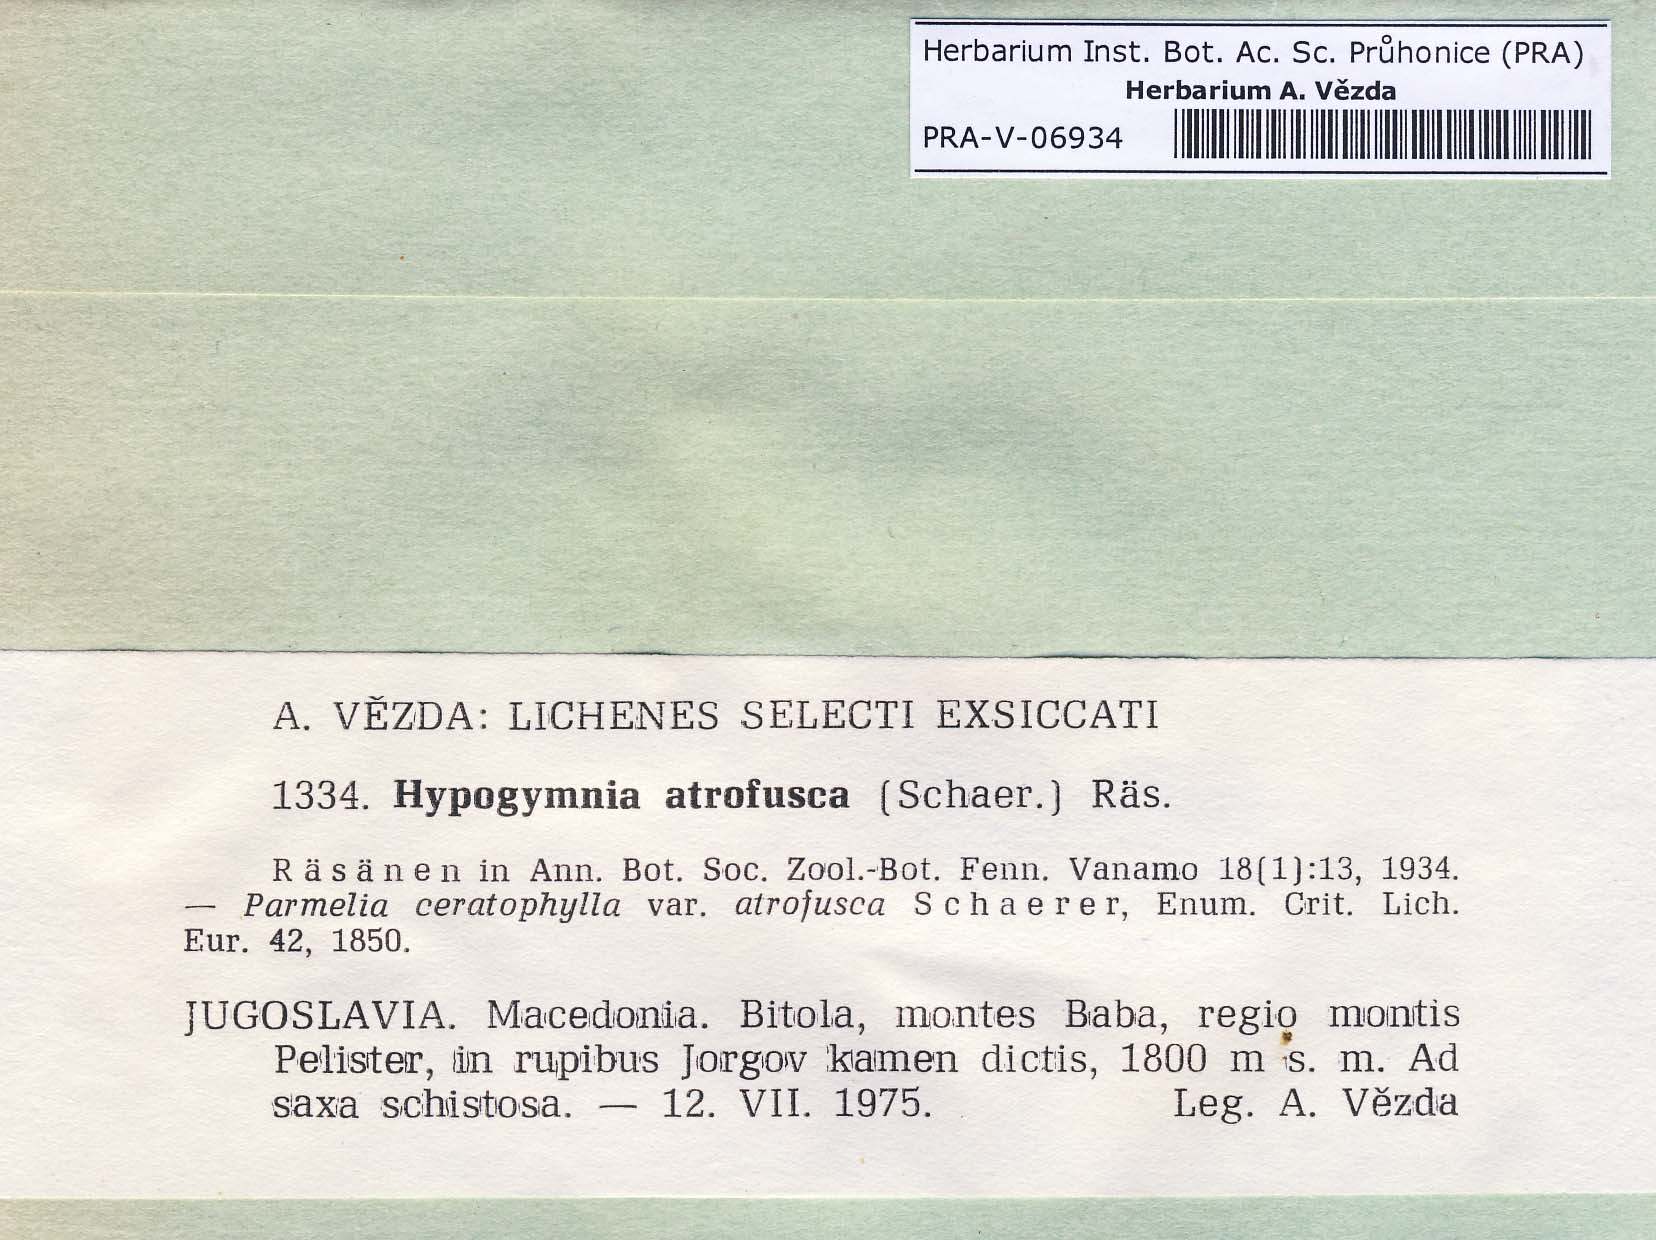 Herbarium Inst. Bot. Ac. Sc. Průhonice (PRA)
Herbarium A. Vězda
PRA-V-06934
A. VĚZDA: LICHENES SELECTI EXSICCATI
1334. Hypogymnia atrofusca (Schaer.) Räs.
Räsänen in Ann. Bot. Soc. Zool.-Bot. Fenn. Vanamo 18(1):13, 1934.
— Parmelia ceratophylla var. atrofusca Schaerer, Enum. Crit. Lich.
Eur. 42, 1850.
JUGOSLAVIA. Macedonia. Bitola, montes Baba, regio montis
Pelister, in rupibus Jorgov kamen dictis, 1800 m s. m. Ad
saxa schistosa. — 12. VII. 1975. Leg. A. Vězda